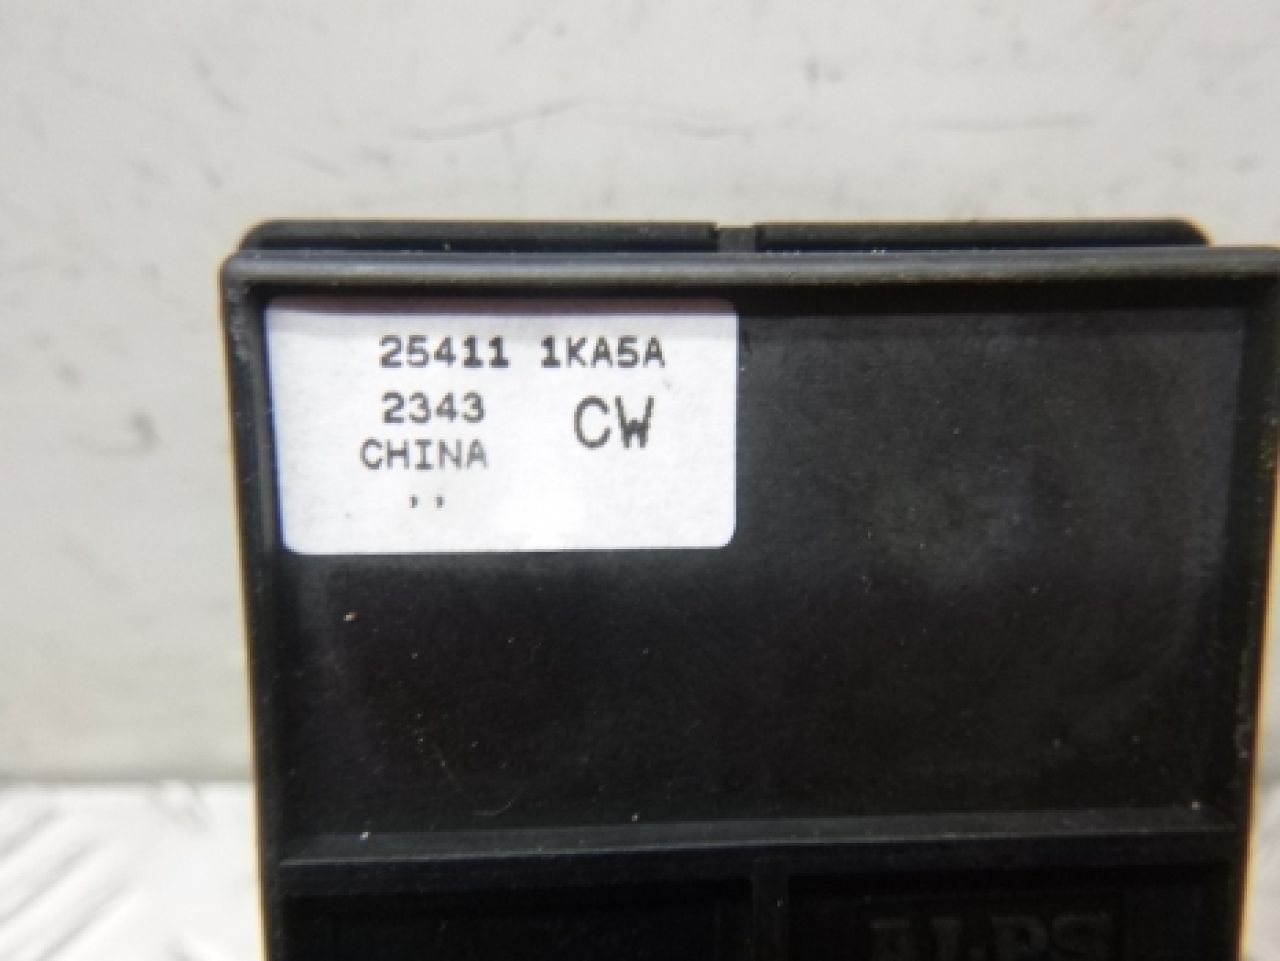 25411 1KA5A
2343 CW
CHINA
,,
ALPS